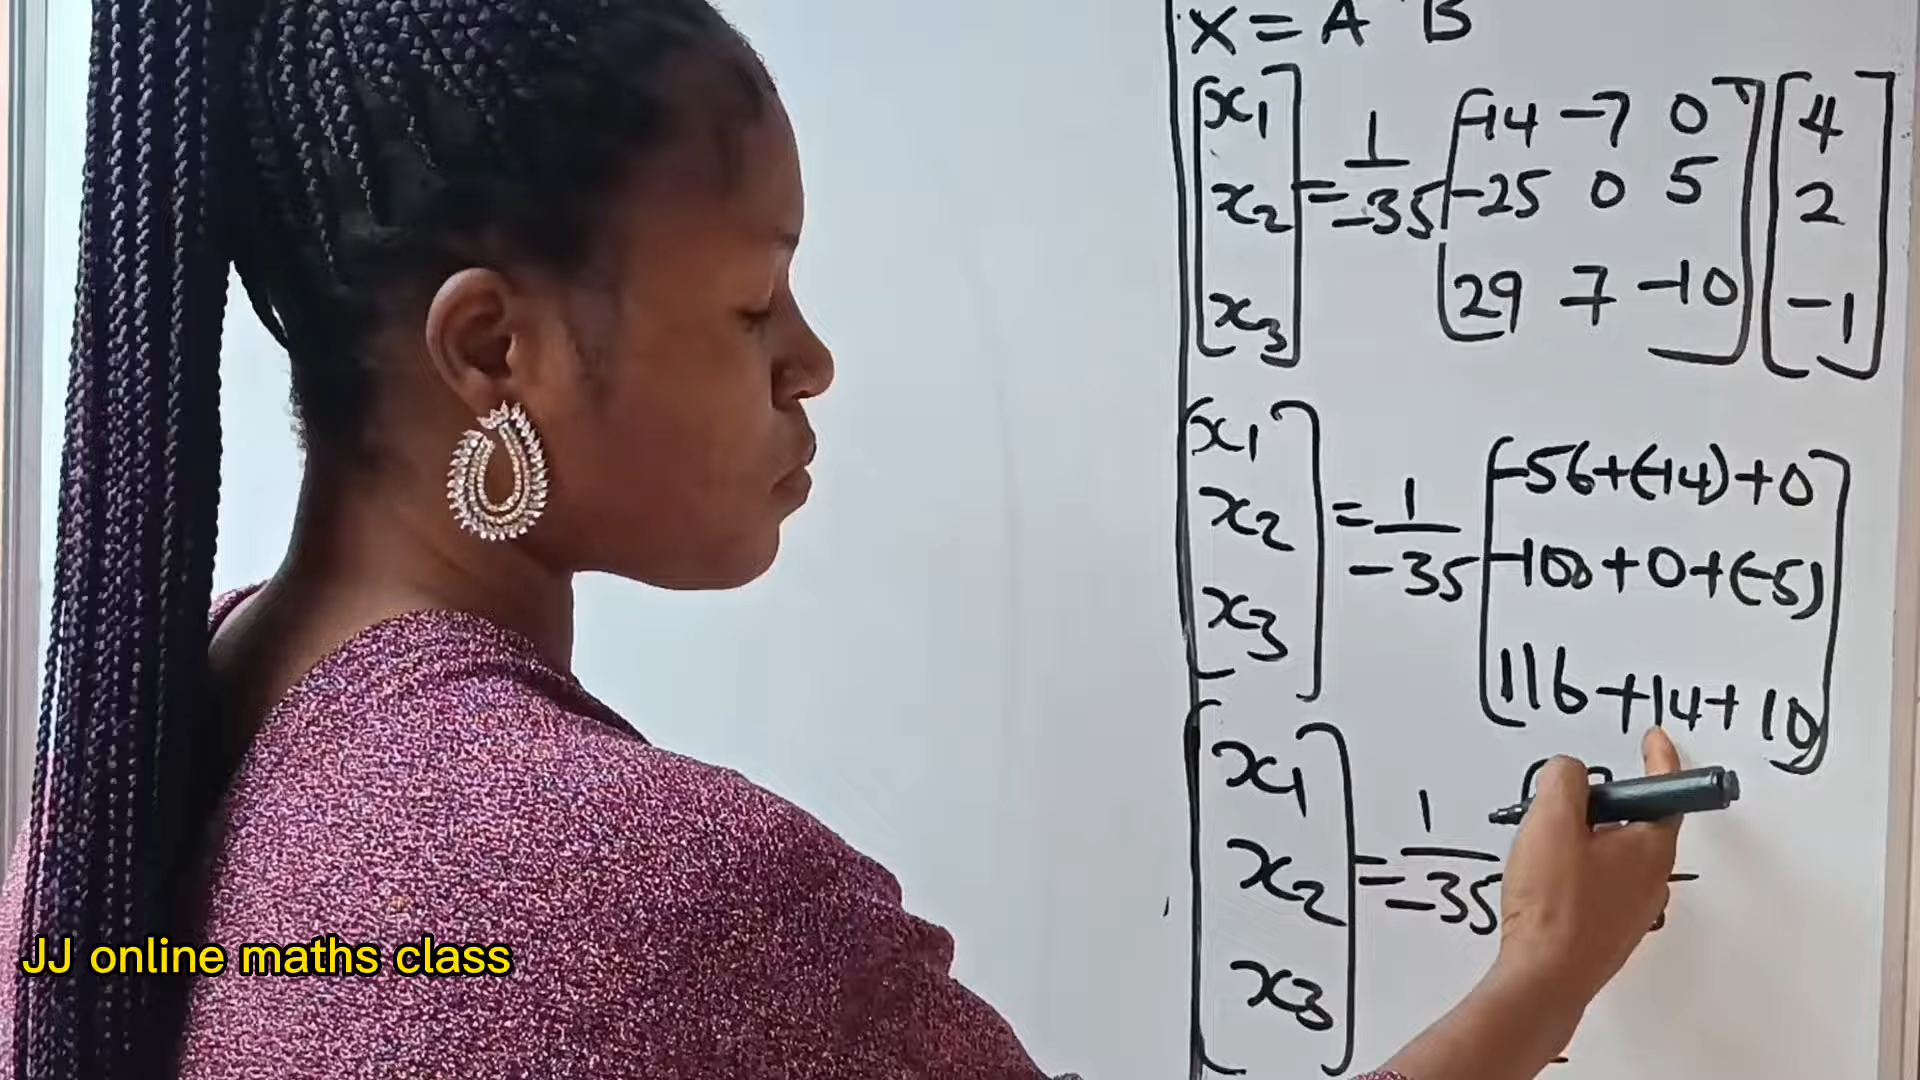 X = A B
[x1 x2 x3] = 1/-35 [-14 -7 0 -25 0 5 29 7 -10] [4 2 -1]
[x1 x2 x3] = 1/-35 [-56+(-14)+0 -100+0+(-5) 116+14+10]
[x1 x2 x3] = 1/-35 [
JJ online maths class